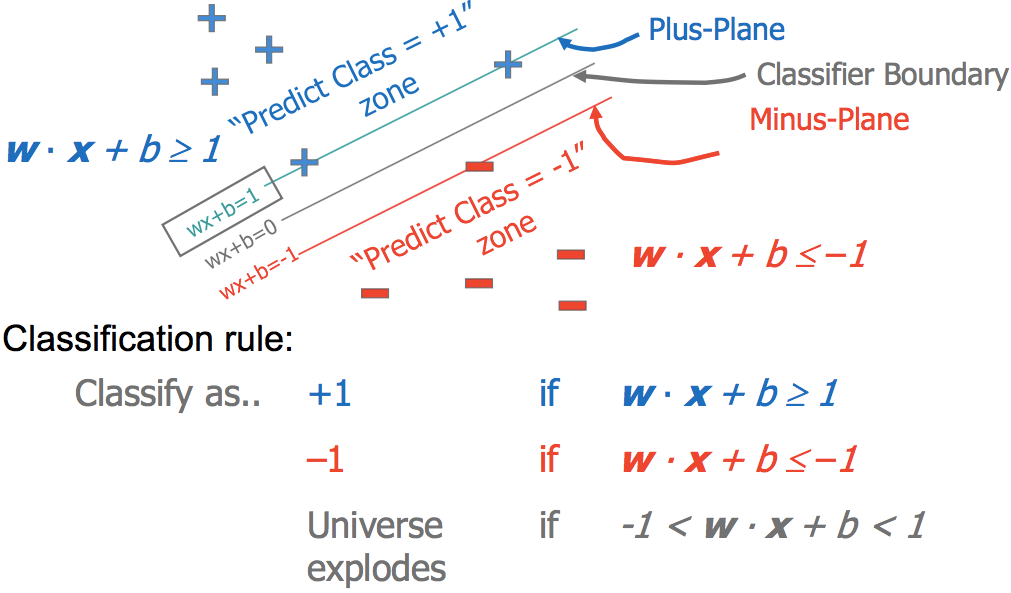 Plus-Plane
"Predict Class = +1"
zone
Classifier Boundary
Minus-Plane
w · x + b ≥ 1
wx+b=1
wx+b=0
wx+b=-1
"Predict Class = -1"
zone
w · x + b ≤ −1
Classification rule:
Classify as.. +1 if w · x + b ≥ 1
–1 if w · x + b ≤ −1
Universe if -1 < w · x + b < 1
explodes